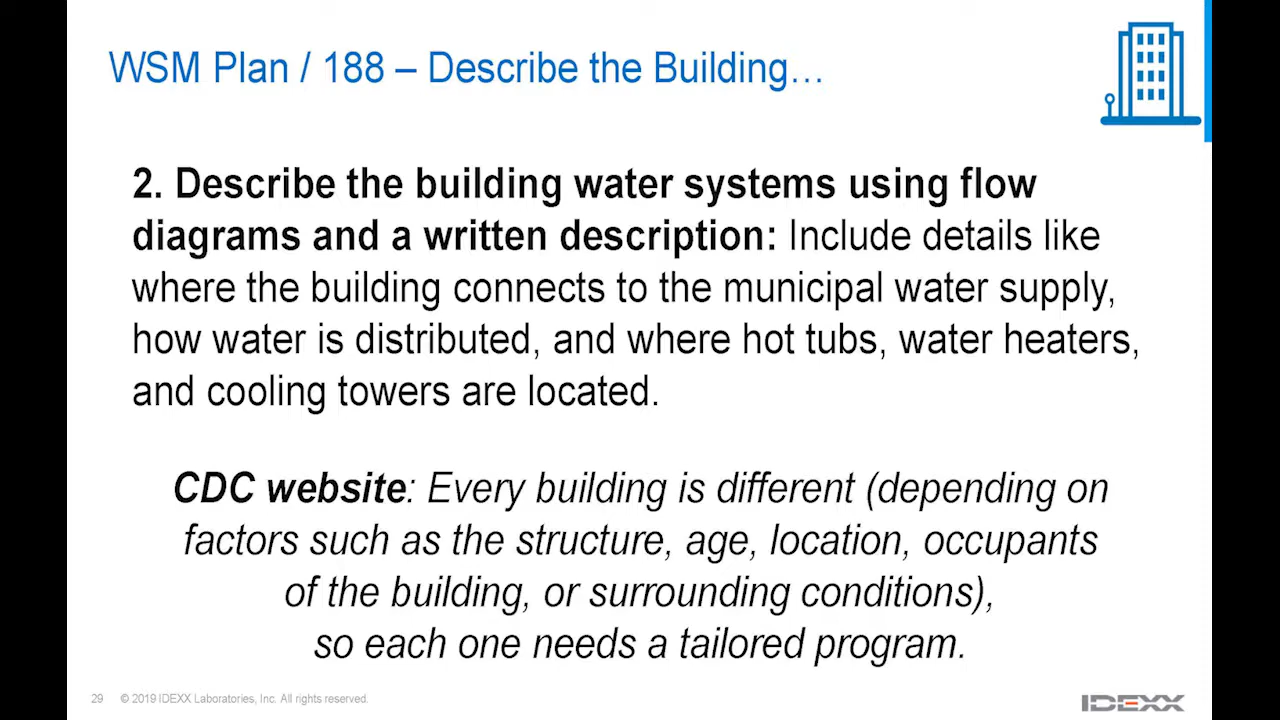 WSM Plan / 188 – Describe the Building…
2. Describe the building water systems using flow
diagrams and a written description: Include details like
where the building connects to the municipal water supply,
how water is distributed, and where hot tubs, water heaters,
and cooling towers are located.
CDC website: Every building is different (depending on
factors such as the structure, age, location, occupants
of the building, or surrounding conditions),
so each one needs a tailored program.
29 © 2019 IDEXX Laboratories, Inc. All rights reserved.
IDEXX